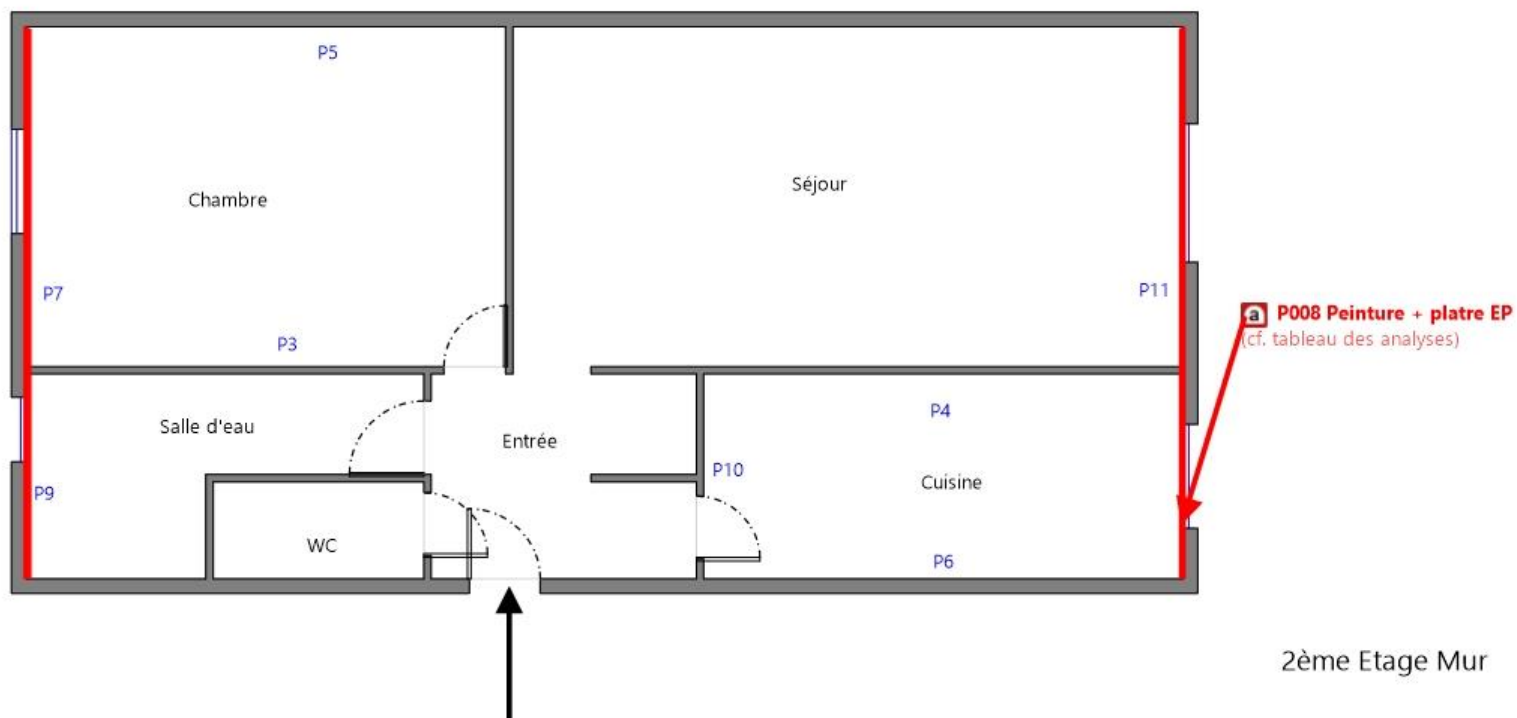 P5
Séjour
Chambre
P7
P11
a P008 Peinture + platre EP
(cf. tableau des analyses)
P3
P4
Salle d'eau
Entrée
P10
Cuisine
P9
WC
P6
2ème Etage Mur